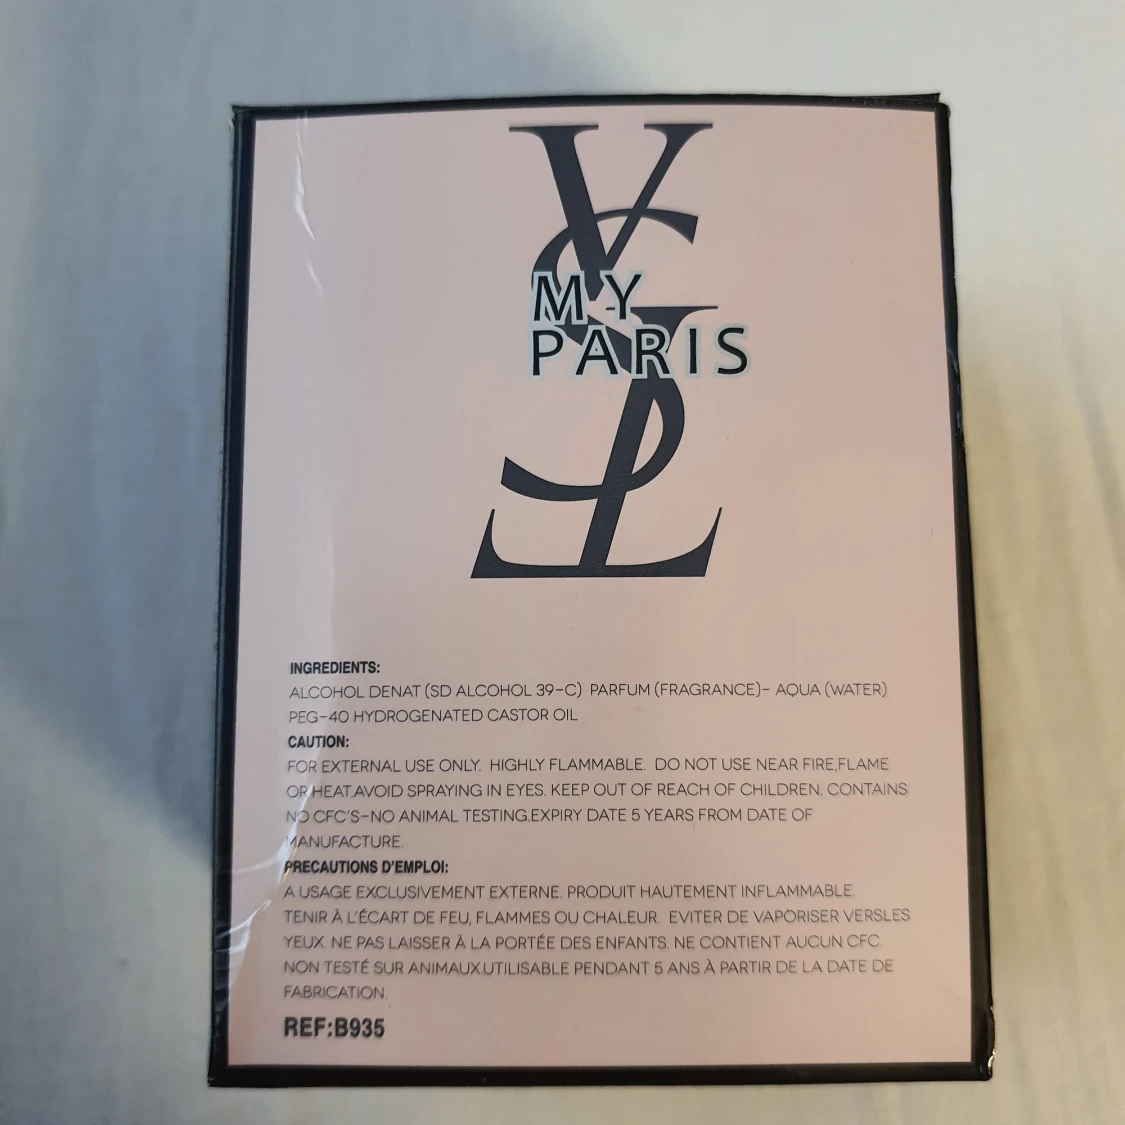 VGL
MY
PARIS
INGREDIENTS:
ALCOHOL DENAT (SD ALCOHOL 39-C) PARFUM (FRAGRANCE)- AQUA (WATER)
PEG-40 HYDROGENATED CASTOR OIL
CAUTION:
FOR EXTERNAL USE ONLY. HIGHLY FLAMMABLE. DO NOT USE NEAR FIRE,FLAME
OR HEAT.AVOID SPRAYING IN EYES. KEEP OUT OF REACH OF CHILDREN. CONTAINS
NO CFC'S-NO ANIMAL TESTING.EXPIRY DATE 5 YEARS FROM DATE OF
MANUFACTURE.
PRECAUTIONS D'EMPLOI:
A USAGE EXCLUSIVEMENT EXTERNE. PRODUIT HAUTEMENT INFLAMMABLE.
TENIR À L'ÉCART DE FEU, FLAMMES OU CHALEUR. EVITER DE VAPORISER VERSLES
YEUX. NE PAS LAISSER À LA PORTÉE DES ENFANTS. NE CONTIENT AUCUN CFC.
NON TESTÉ SUR ANIMAUX.UTILISABLE PENDANT 5 ANS À PARTIR DE LA DATE DE
FABRICATION.
REF:B935